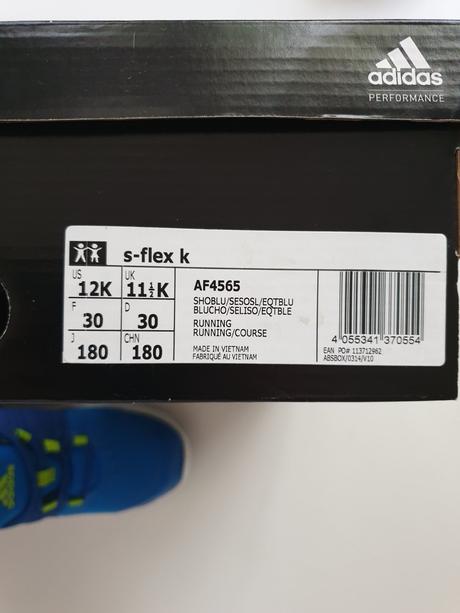 adidas
PERFORMANCE
s-flex k
US 12K UK 11½K
F 30 D 30
J 180 CHN 180
AF4565
SHOBLU/SESOSL/EQTBLU
BLUCHO/SELISO/EQTBLE
RUNNING
RUNNING/COURSE
MADE IN VIETNAM
FABRIQUÉ AU VIETNAM
4 055341 370554
EAN PO# 113712962
ABSBOX/0314/V10
adidas